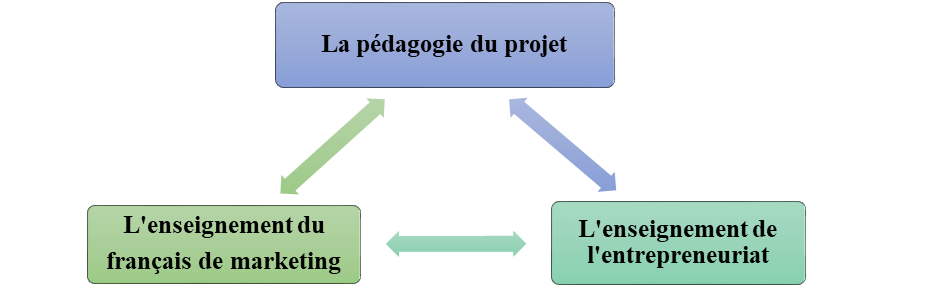 La pédagogie du projet
L'enseignement du
français de marketing
L'enseignement de
l'entrepreneuriat